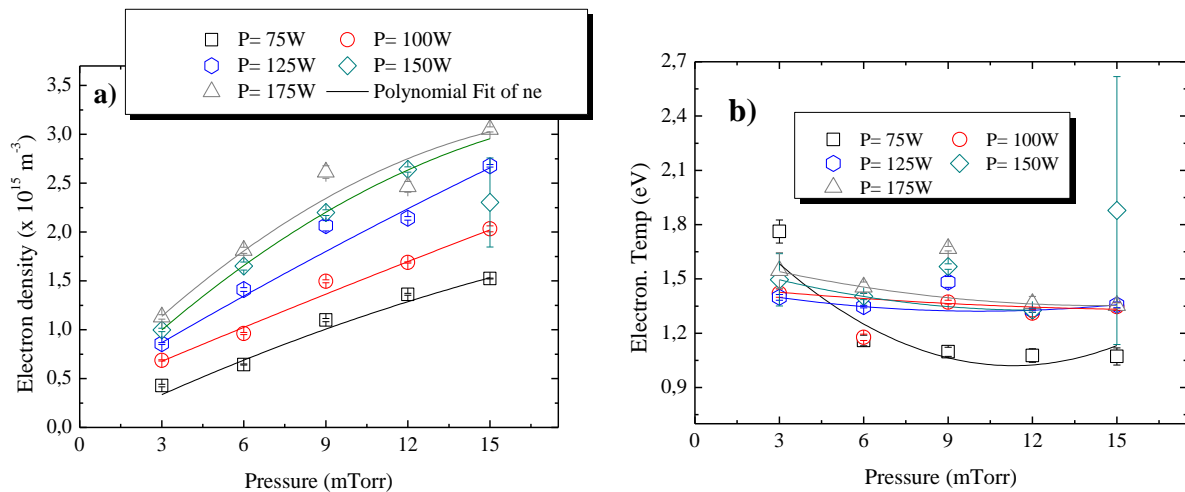 P= 75W P= 100W
P= 125W P= 150W
P= 175W Polynomial Fit of ne
a)
3,5
3,0
2,5
2,0
1,5
1,0
0,5
0,0
0 3 6 9 12 15
Electron density (x 10^15 m^-3)
Pressure (mTorr)
b)
P= 75W P= 100W
P= 125W P= 150W
P= 175W
2,7
2,4
2,1
1,8
1,5
1,2
0,9
0 3 6 9 12 15
Electron. Temp (eV)
Pressure (mTorr)